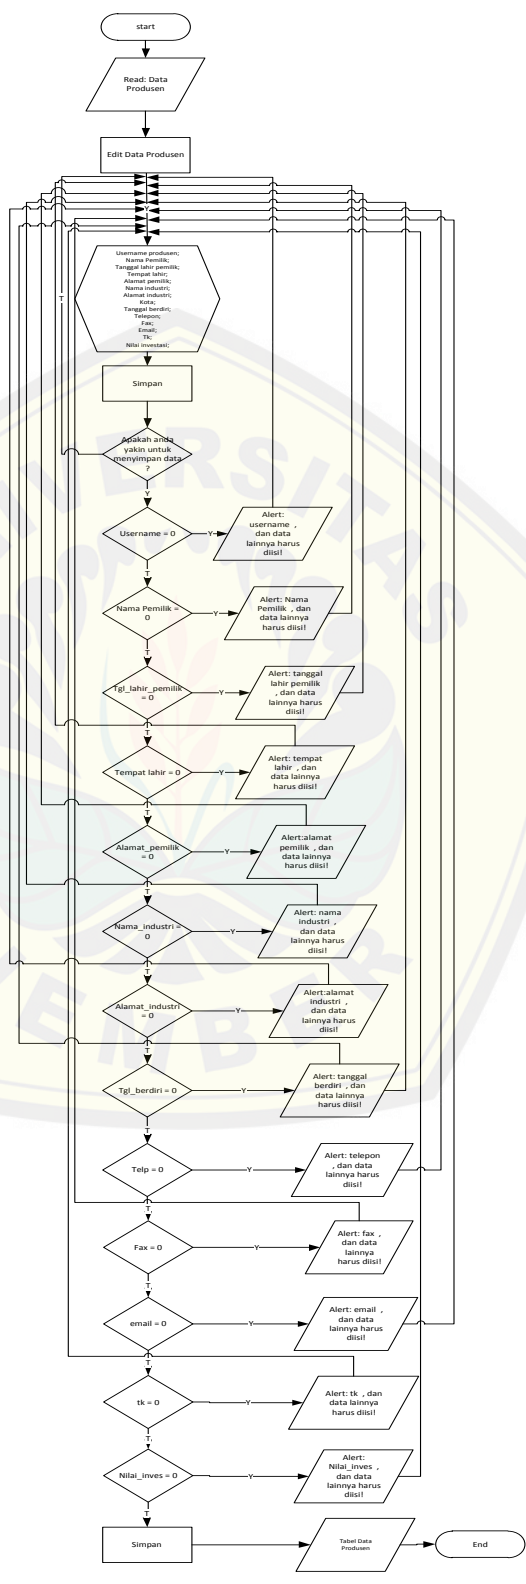 start
Read: Data
Produsen
Edit Data Produsen
Y
Username produsen;
Nama Pemilik;
Tanggal lahir pemilik;
Tempat lahir;
Alamat pemilik;
Nama industri;
Alamat industri;
Kota;
Tanggal berdiri;
Telepon;
Fax;
Email;
Tk;
Nilai investasi;
T
Simpan
Apakah anda
yakin untuk
menyimpan data
?
Y
Username = 0
Y
Alert:
username ,
dan data
lainnya harus
diisi!
T
Nama Pemilik =
0
Y
Alert: Nama
Pemilik , dan
data lainnya
harus diisi!
T
Tgl_lahir_pemilik
= 0
Y
Alert: tanggal
lahir pemilik
, dan data
lainnya harus
diisi!
T
Tempat lahir = 0
Y
Alert: tempat
lahir , dan
data lainnya
harus diisi!
T
Alamat_pemilik
= 0
Y
Alert:alamat
pemilik , dan
data lainnya
harus diisi!
T
Nama_industri =
0
Y
Alert: nama
industri ,
dan data
lainnya harus
diisi!
T
Alamat_industri
= 0
Y
Alert:alamat
industri ,
dan data
lainnya harus
diisi!
T
Tgl_berdiri = 0
Y
Alert: tanggal
berdiri , dan
data lainnya
harus diisi!
T
Telp = 0
Y
Alert: telepon
, dan data
lainnya harus
diisi!
T
Fax = 0
Y
Alert: fax ,
dan data
lainnya
harus diisi!
T
email = 0
Y
Alert: email ,
dan data
lainnya harus
diisi!
T
tk = 0
Y
Alert: tk , dan
data lainnya
harus diisi!
T
Nilai_inves = 0
Y
Alert:
Nilai_inves ,
dan data
lainnya harus
diisi!
T
Simpan
Tabel Data
Produsen
End